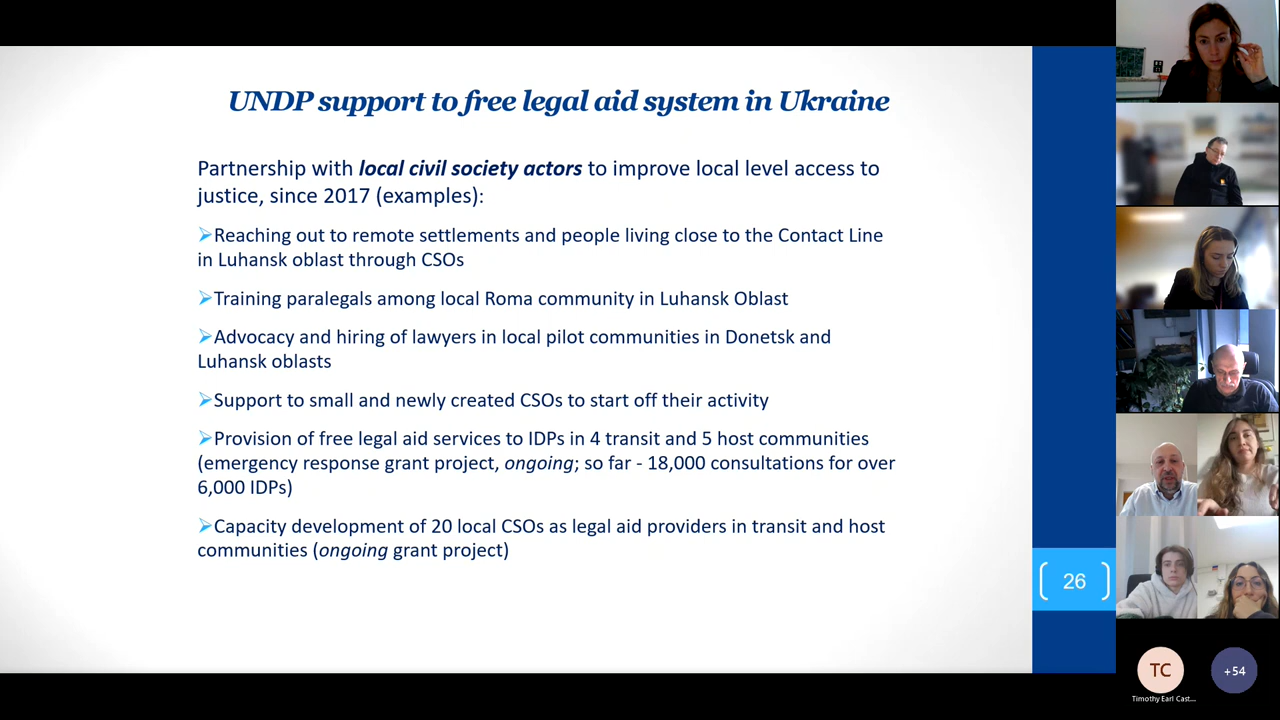 UNDP support to free legal aid system in Ukraine
Partnership with local civil society actors to improve local level access to
justice, since 2017 (examples):
➢Reaching out to remote settlements and people living close to the Contact Line
in Luhansk oblast through CSOs
➢Training paralegals among local Roma community in Luhansk Oblast
➢Advocacy and hiring of lawyers in local pilot communities in Donetsk and
Luhansk oblasts
➢Support to small and newly created CSOs to start off their activity
➢Provision of free legal aid services to IDPs in 4 transit and 5 host communities
(emergency response grant project, ongoing; so far - 18,000 consultations for over
6,000 IDPs)
➢Capacity development of 20 local CSOs as legal aid providers in transit and host
communities (ongoing grant project)
26
TC
+54
Timothy Earl Cast...